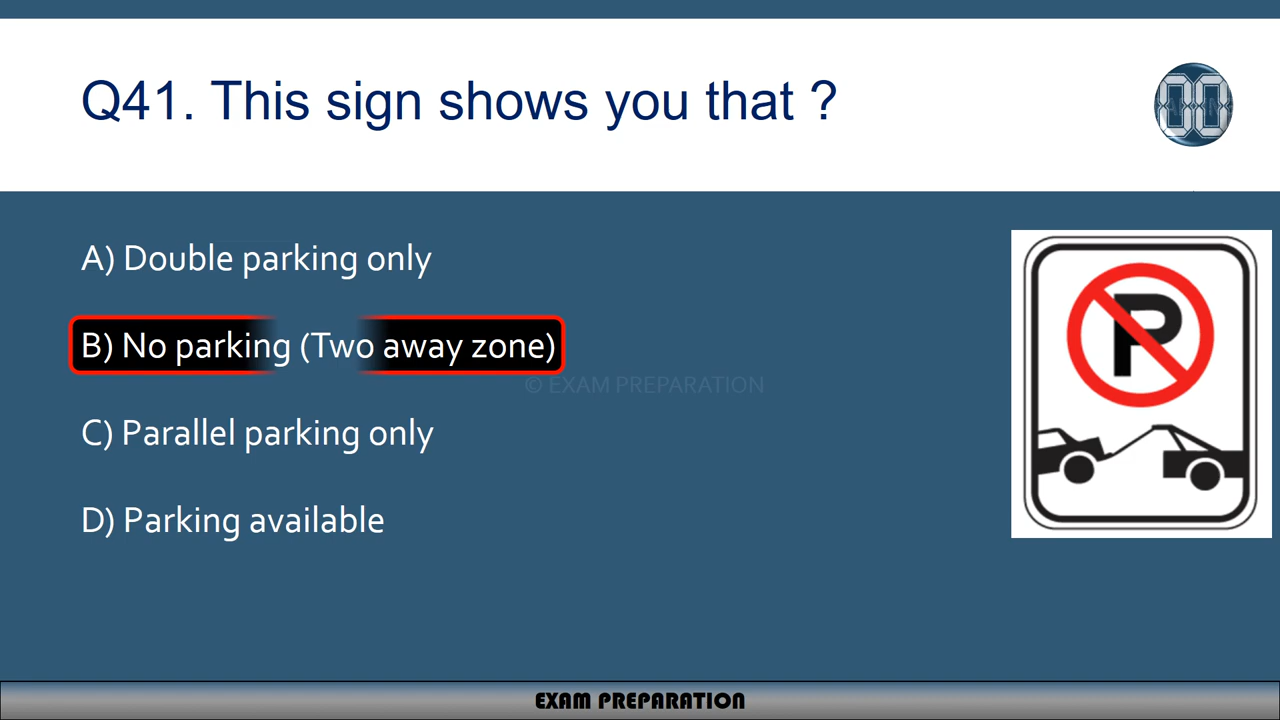 Q41. This sign shows you that ?
A) Double parking only
B) No parking (Two away zone)
© EXAM PREPARATION
C) Parallel parking only
D) Parking available
P
EXAM PREPARATION